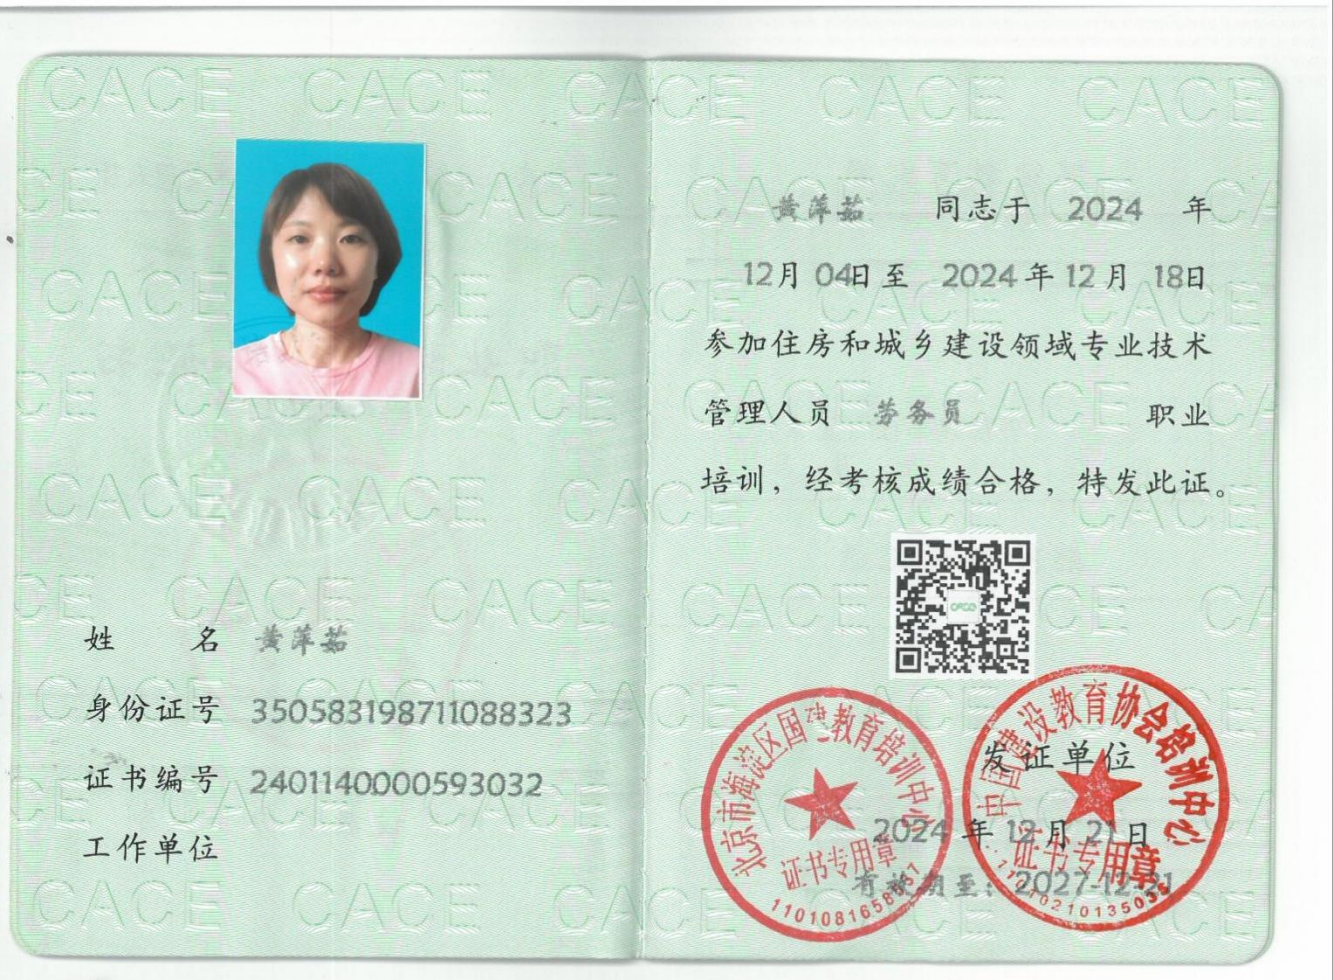 姓 名 黄萍茹
身份证号 350583198711088323
证书编号 2401140000593032
工作单位
黄萍茹 同志于 2024 年
12月 04日 至 2024 年 12 月 18日
参加住房和城乡建设领域专业技术
管理人员 劳务员 职业
培训，经考核成绩合格，特发此证。
CACE
北京市海淀区国建教育培训中心
证书专用章
中国建设教育协会培训中心
证书专用章
发证单位
2024 年 12 月 21 日
有效期至：2027-12-21